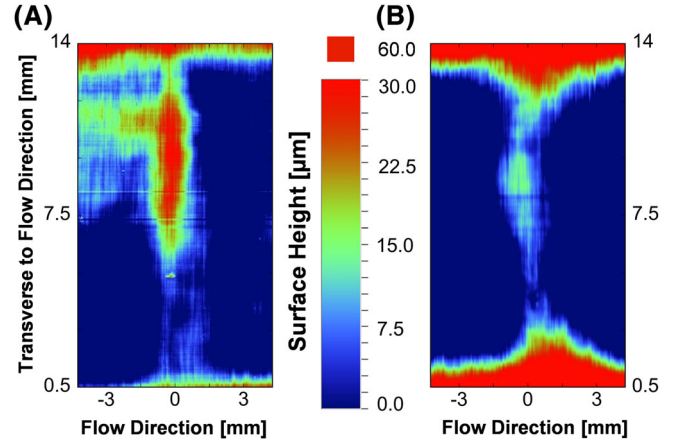 (A)
(B)
14
7.5
0.5
Transverse to Flow Direction [mm]
-3 0 3
Flow Direction [mm]
60.0
30.0
22.5
15.0
7.5
0.0
Surface Height [µm]
14
7.5
0.5
-3 0 3
Flow Direction [mm]